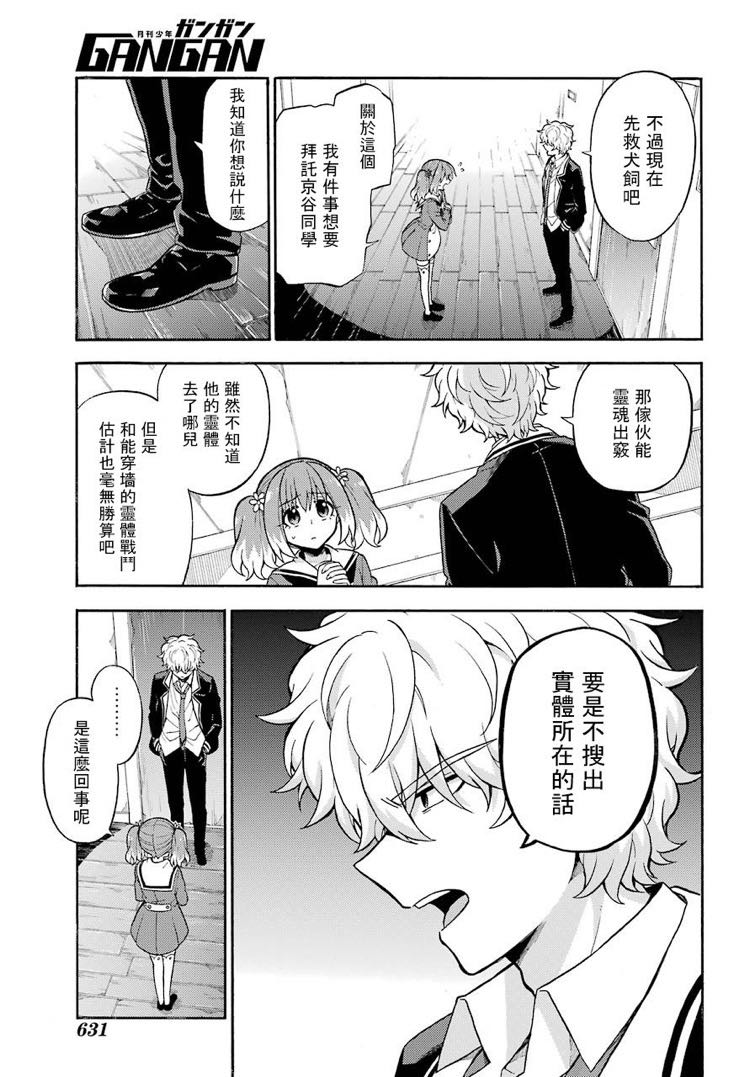 月刊少年
ガンガン
GANGAN
不過現在
先救犬飼吧
關於這個
我有件事想要
拜託京谷同學
我知道你想說什麼
那傢伙能
靈魂出竅
雖然不知道
他的靈體
去了哪兒
但是
和能穿墙的靈體戰鬥
估計也毫無勝算吧
要是不搜出
實體所在的話
………
是這麼回事呢
631